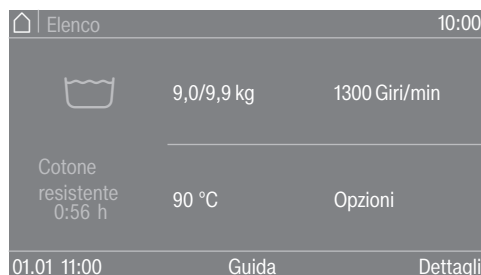 Elenco 10:00
9,0/9,9 kg 1300 Giri/min
Cotone
resistente
0:56 h
90 °C Opzioni
01.01 11:00 Guida Dettagli